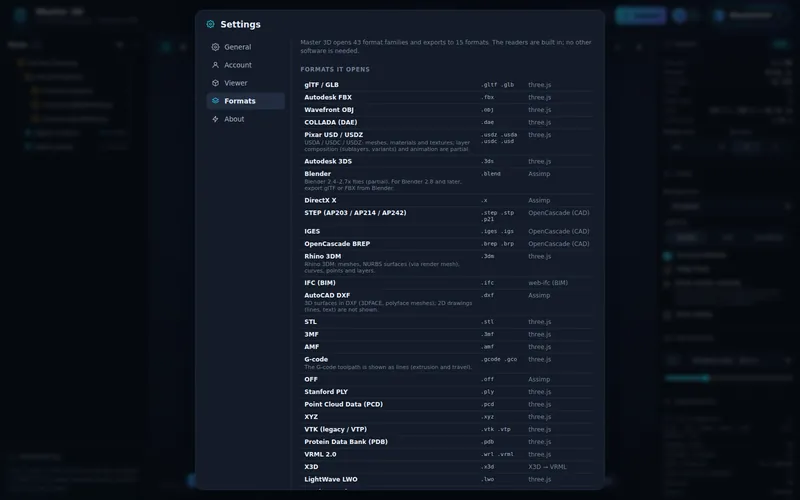 Settings
General
Account
Viewer
Formats
About
Master 3D opens 43 format families and exports to 15 formats. The readers are built in; no other
software is needed.
FORMATS IT OPENS
glTF / GLB .gltf .glb three.js
Autodesk FBX .fbx three.js
Wavefront OBJ .obj three.js
COLLADA (DAE) .dae three.js
Pixar USD / USDZ .usdz .usda three.js
USDA / USDC / USDZ: meshes, materials and textures, layer .usdc .usd
composition (sublayers, variants) and animation are partial.
Autodesk 3DS .3ds three.js
Blender .blend Assimp
Blender 2.4–2.7x files (partial). For Blender 2.8 and later,
export glTF or FBX from Blender.
DirectX X .x Assimp
STEP (AP203 / AP214 / AP242) .step .stp OpenCascade (CAD)
.p21
IGES .iges .igs OpenCascade (CAD)
OpenCascade BREP .brep .brp OpenCascade (CAD)
Rhino 3DM .3dm three.js
Rhino 3DM: meshes, NURBS surfaces (via render mesh),
curves, points and layers.
IFC (BIM) .ifc web-ifc (BIM)
AutoCAD DXF .dxf Assimp
3D surfaces in DXF (3DFACE, polyface meshes). 2D drawings
(lines, text) are not shown.
STL .stl three.js
3MF .3mf three.js
AMF .amf three.js
G-code .gcode .gco three.js
The G-code toolpath is shown as lines (extrusion and travel).
OFF .off Assimp
Stanford PLY .ply three.js
Point Cloud Data (PCD) .pcd three.js
XYZ .xyz three.js
VTK (legacy / VTP) .vtk .vtp three.js
Protein Data Bank (PDB) .pdb three.js
VRML 2.0 .wrl .vrml three.js
X3D .x3d X3D → VRML
LightWave LWO .lwo three.js